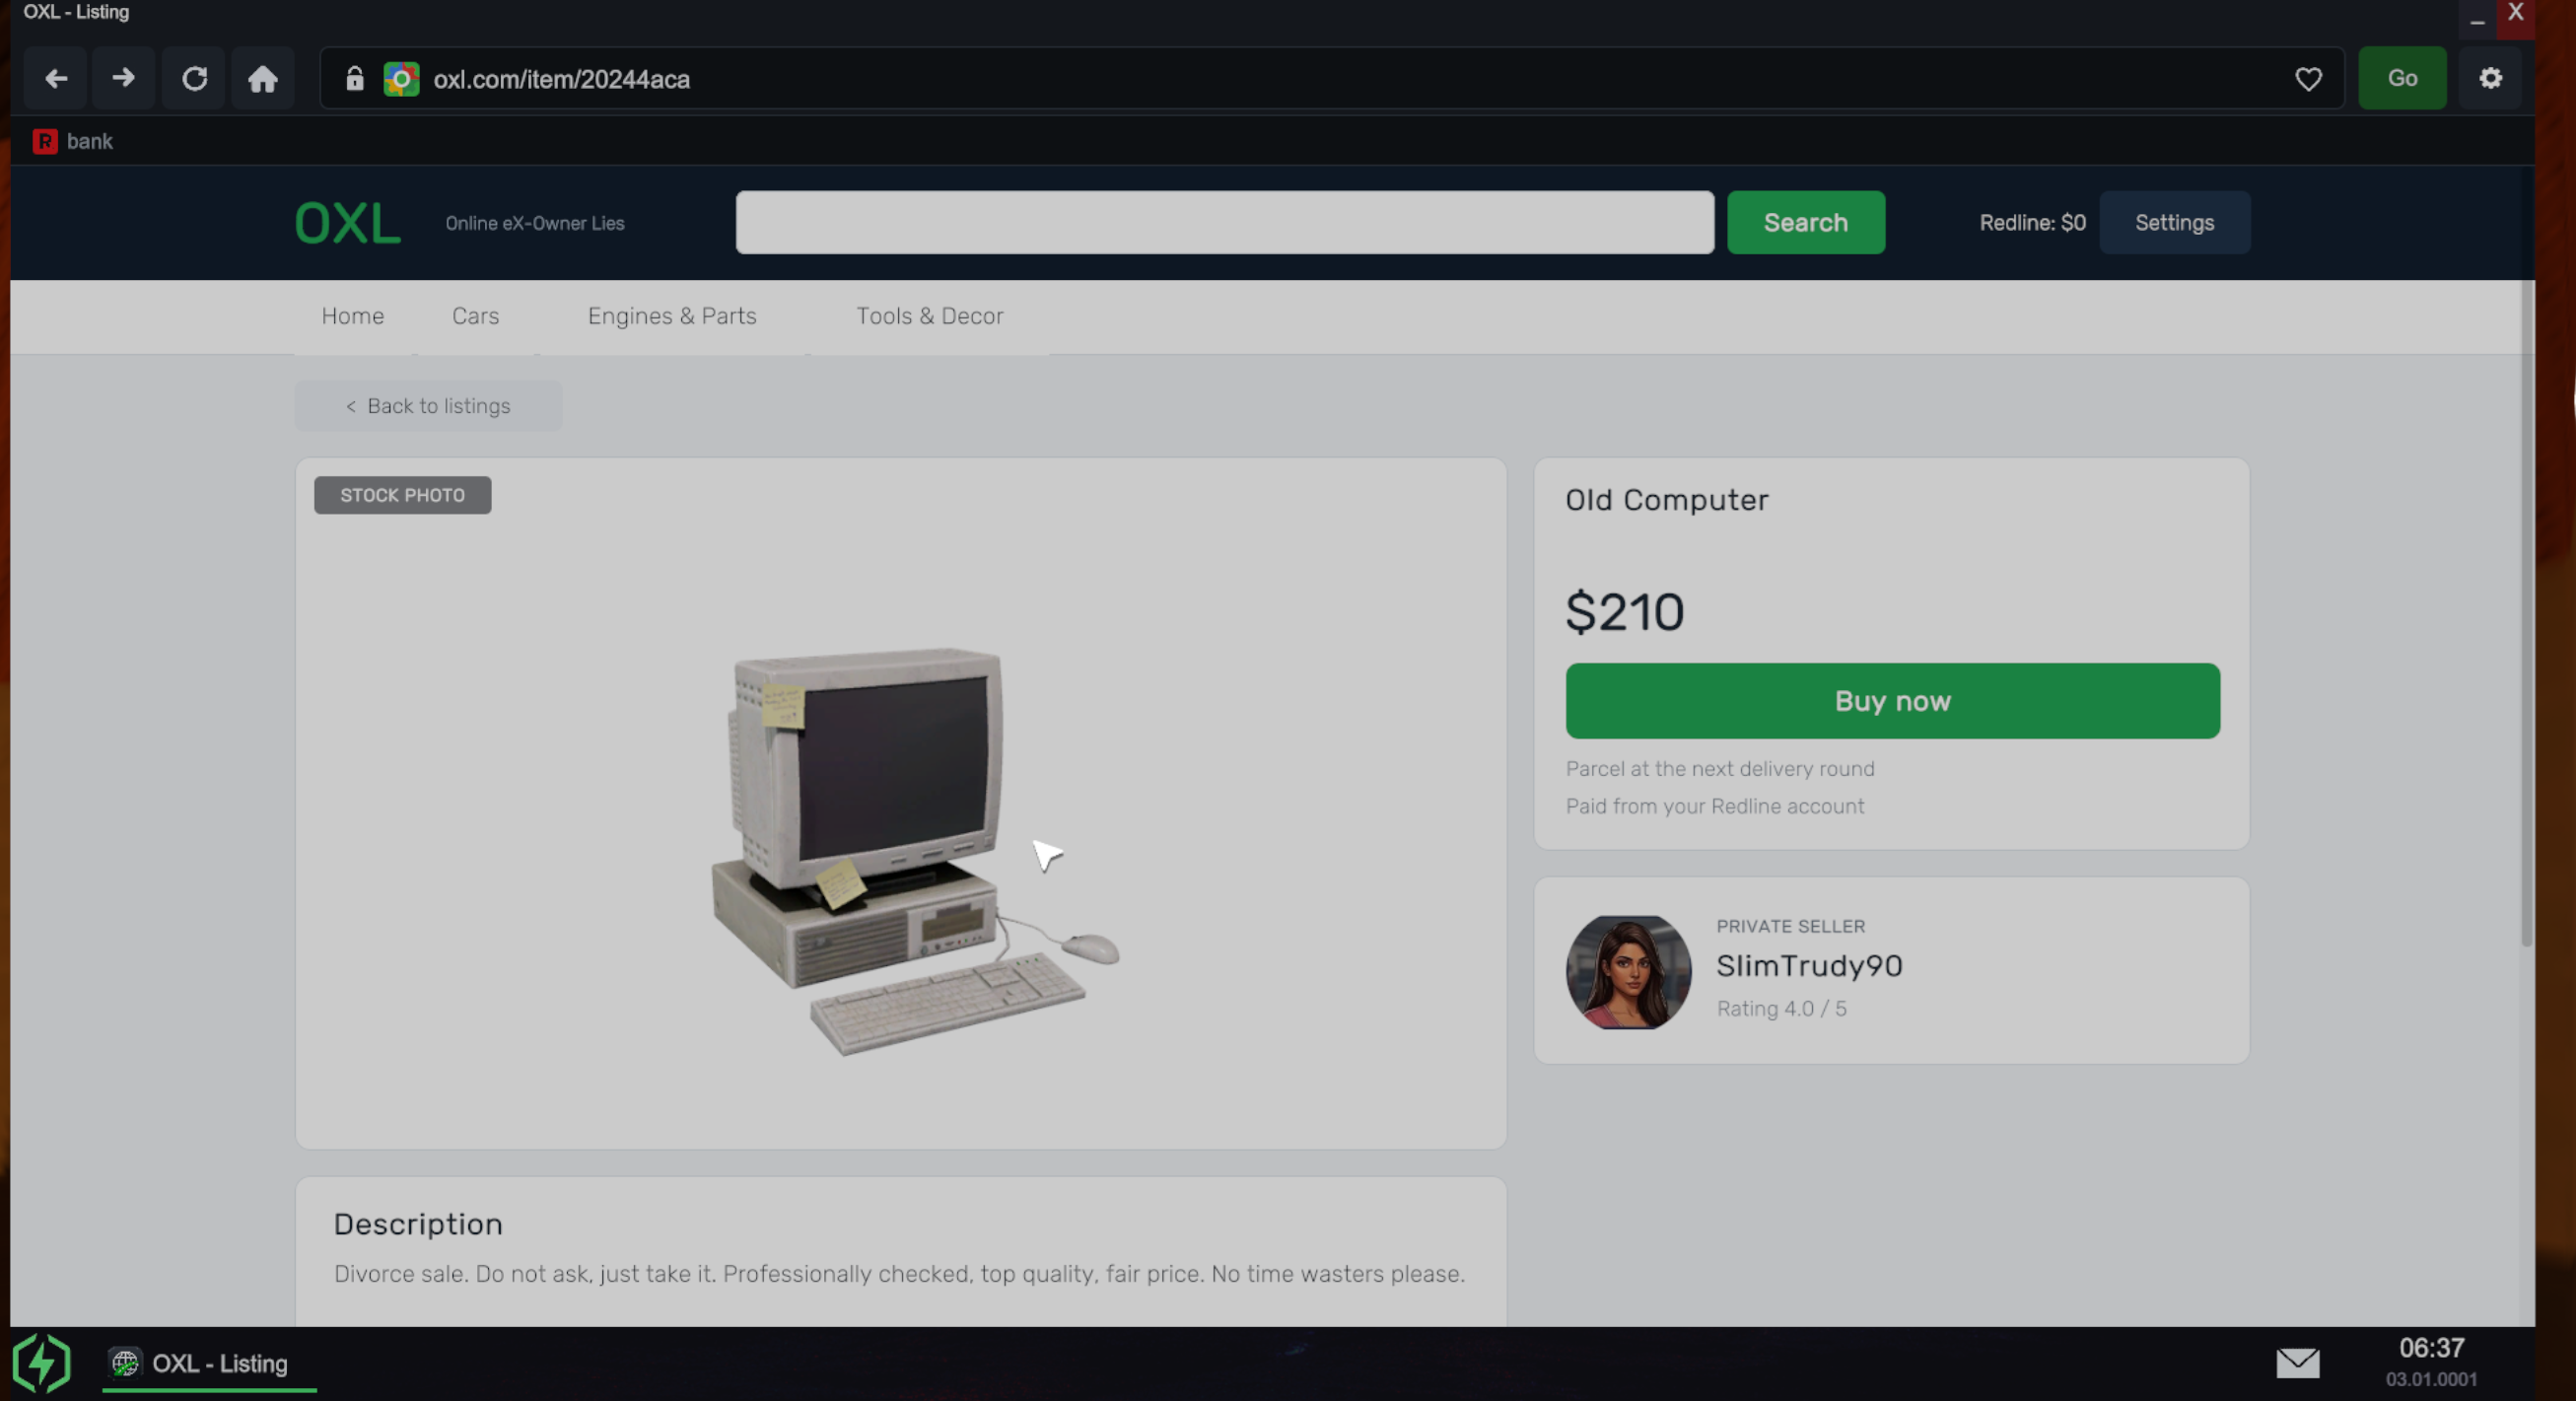 OXL - Listing
_ X
oxl.com/item/20244aca
Go
R bank
OXL
Online eX-Owner Lies
Search
Redline: $0
Settings
Home
Cars
Engines & Parts
Tools & Decor
< Back to listings
STOCK PHOTO
Old Computer
$210
Buy now
Parcel at the next delivery round
Paid from your Redline account
PRIVATE SELLER
SlimTrudy90
Rating 4.0 / 5
Description
Divorce sale. Do not ask, just take it. Professionally checked, top quality, fair price. No time wasters please.
OXL - Listing
06:37
03.01.0001